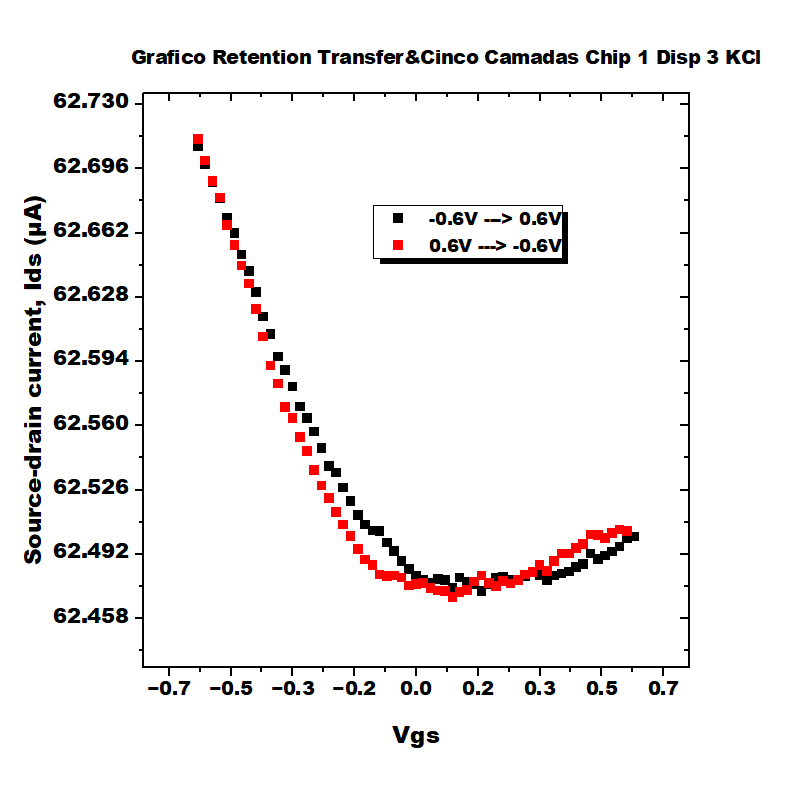 Grafico Retention Transfer&Cinco Camadas Chip 1 Disp 3 KCl
62.730
62.696
62.662
62.628
62.594
62.560
62.526
62.492
62.458
Source-drain current, Ids (µA)
-0.6V ---> 0.6V
0.6V ---> -0.6V
−0.7 −0.5 −0.3 −0.2 0.0 0.2 0.3 0.5 0.7
Vgs